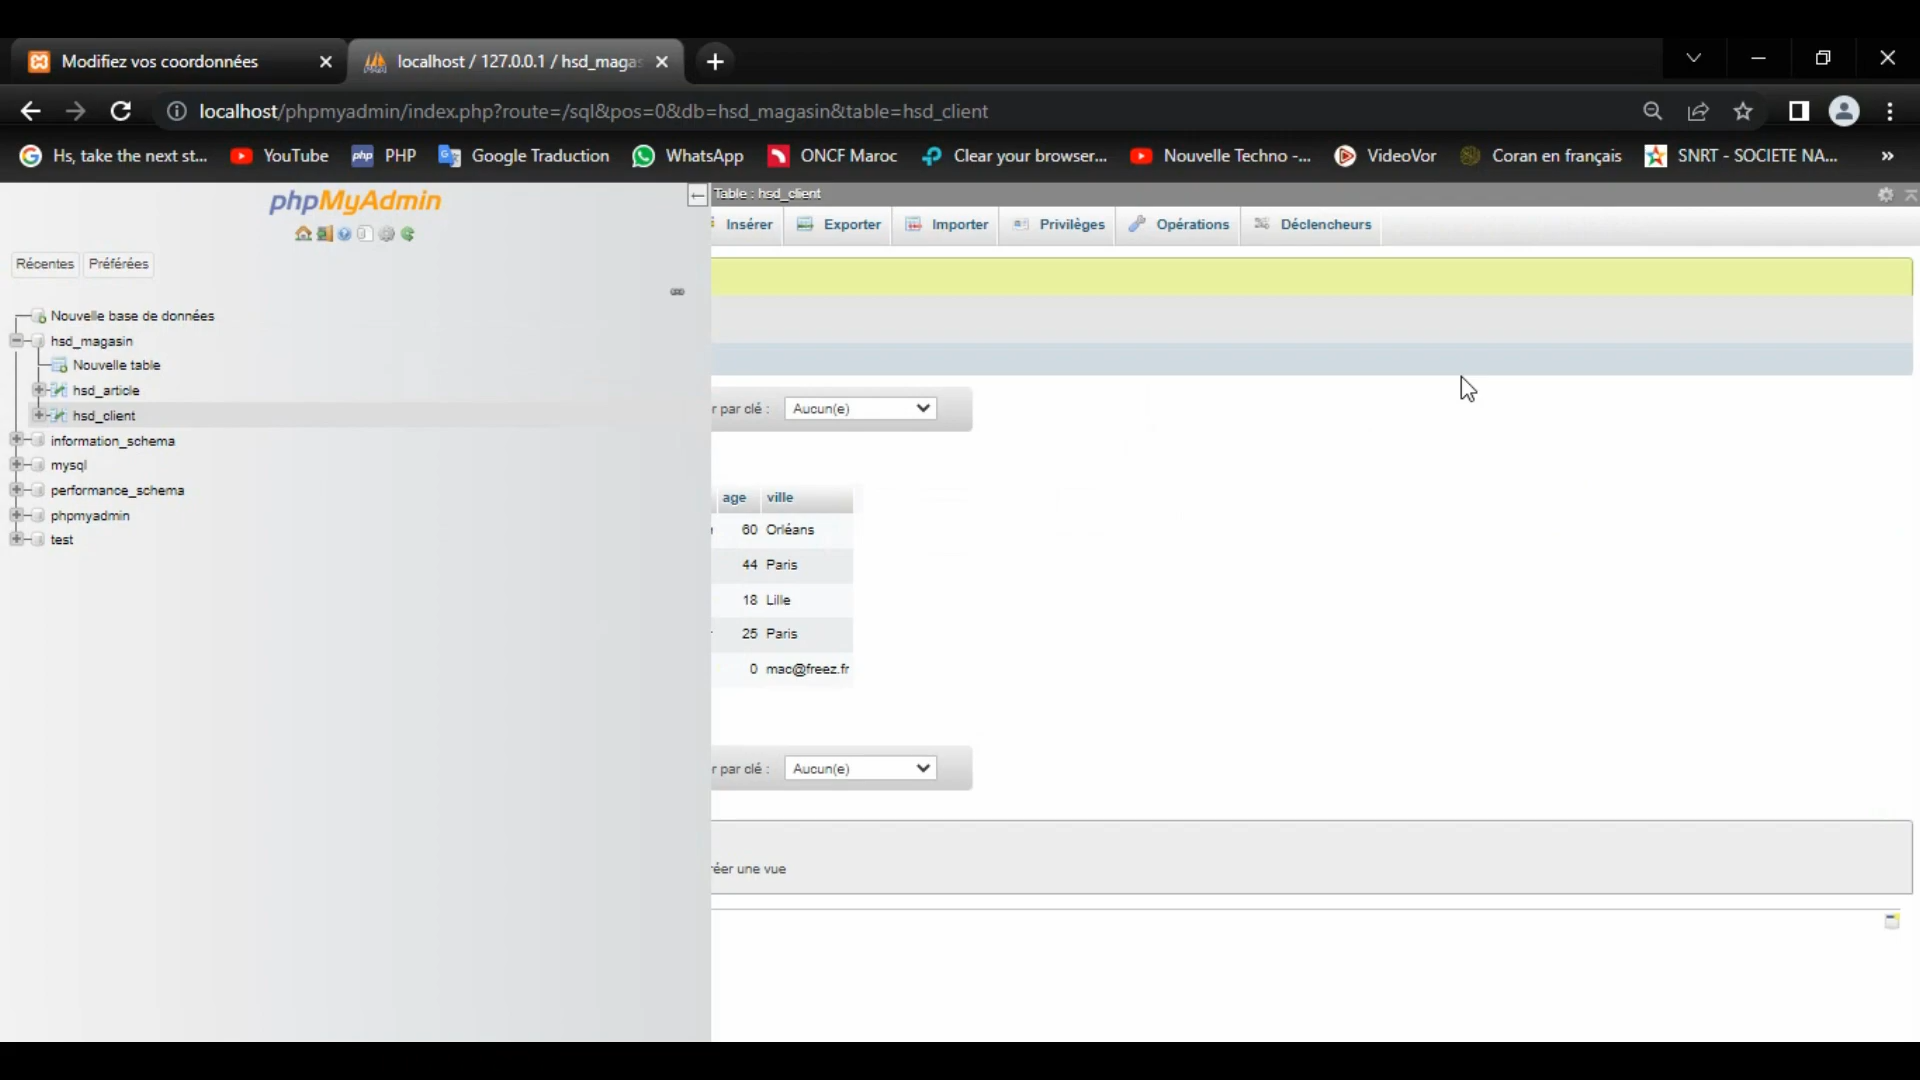 Modifiez vos coordonnées
localhost / 127.0.0.1 / hsd_magas
localhost/phpmyadmin/index.php?route=/sql&pos=0&db=hsd_magasin&table=hsd_client
Hs, take the next st...
YouTube
php PHP
Google Traduction
WhatsApp
ONCF Maroc
Clear your browser...
Nouvelle Techno -...
VideoVor
Coran en français
SNRT - SOCIETE NA...
»
phpMyAdmin
Récentes Préférées
Nouvelle base de données
hsd_magasin
Nouvelle table
hsd_article
hsd_client
information_schema
mysql
performance_schema
phpmyadmin
test
Table : hsd_client
Insérer Exporter Importer Privilèges Opérations Déclencheurs
r par clé : Aucun(e)
age ville
60 Orléans
44 Paris
18 Lille
25 Paris
0 mac@freez.fr
r par clé : Aucun(e)
réer une vue